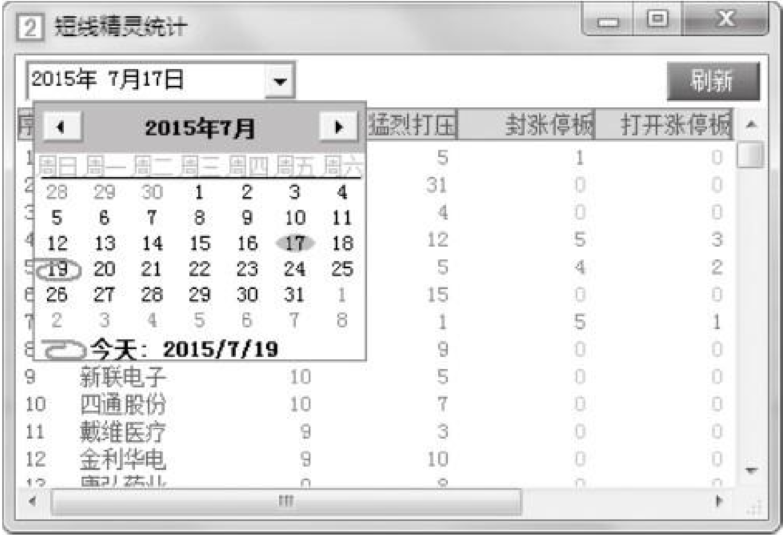 2 短线精灵统计
2015年 7月17日 刷新
序 猛烈打压 封涨停板 打开涨停板
2015年7月
周日 周一 周二 周三 周四 周五 周六
1 5 1 0
28 29 30 1 2 3 4
2 31 0 0
5 6 7 8 9 10 11
3 4 0 0
12 13 14 15 16 17 18
4 12 5 3
19 20 21 22 23 24 25
5 5 4 2
26 27 28 29 30 31 1
6 15 0 0
2 3 4 5 6 7 8
7 1 5 1
今天: 2015/7/19
8 9 0 0
9 新联电子 10 5 0 0
10 四通股份 10 7 0 0
11 戴维医疗 9 3 0 0
12 金利华电 9 10 0 0